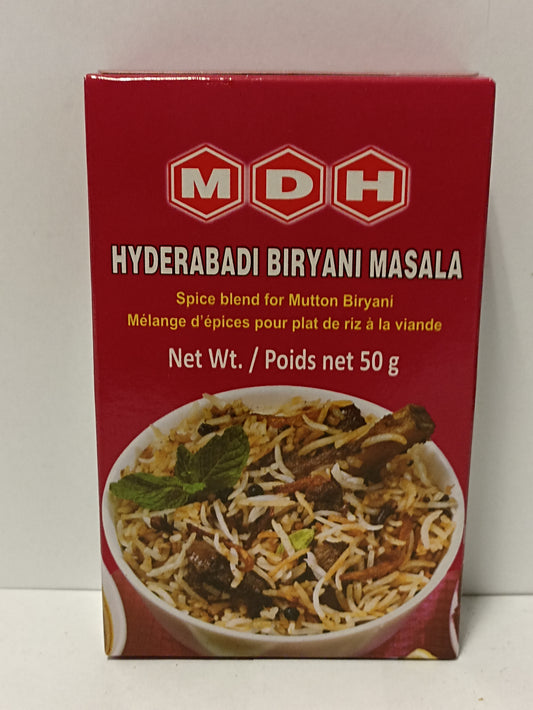 MDH
HYDERABADI BIRYANI MASALA
Spice blend for Mutton Biryani
Mélange d'épices pour plat de riz à la viande
Net Wt. / Poids net 50 g